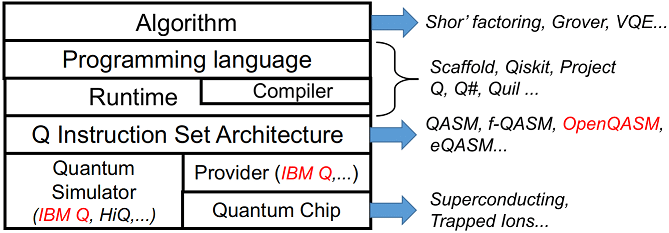 Algorithm
Shor’ factoring, Grover, VQE...
Programming language
Runtime
Compiler
Scaffold, Qiskit, Project
Q, Q#, Quil ...
Q Instruction Set Architecture
QASM, f-QASM, OpenQASM,
eQASM...
Quantum
Simulator
(IBM Q, HiQ,...)
Provider (IBM Q,...)
Quantum Chip
Superconducting,
Trapped Ions...